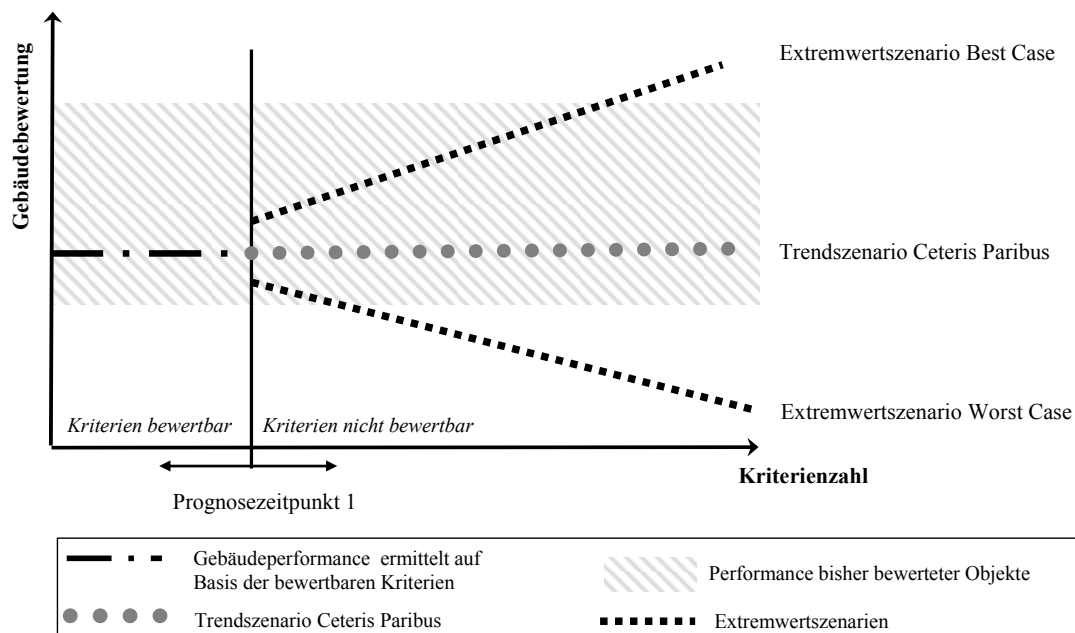 Gebäudebewertung
Extremwertszenario Best Case
Trendszenario Ceteris Paribus
Extremwertszenario Worst Case
Kriterien bewertbar
Kriterien nicht bewertbar
Kriterienzahl
Prognosezeitpunkt 1
Gebäudeperformance ermittelt auf
Basis der bewertbaren Kriterien
Performance bisher bewerteter Objekte
Trendszenario Ceteris Paribus
Extremwertszenarien